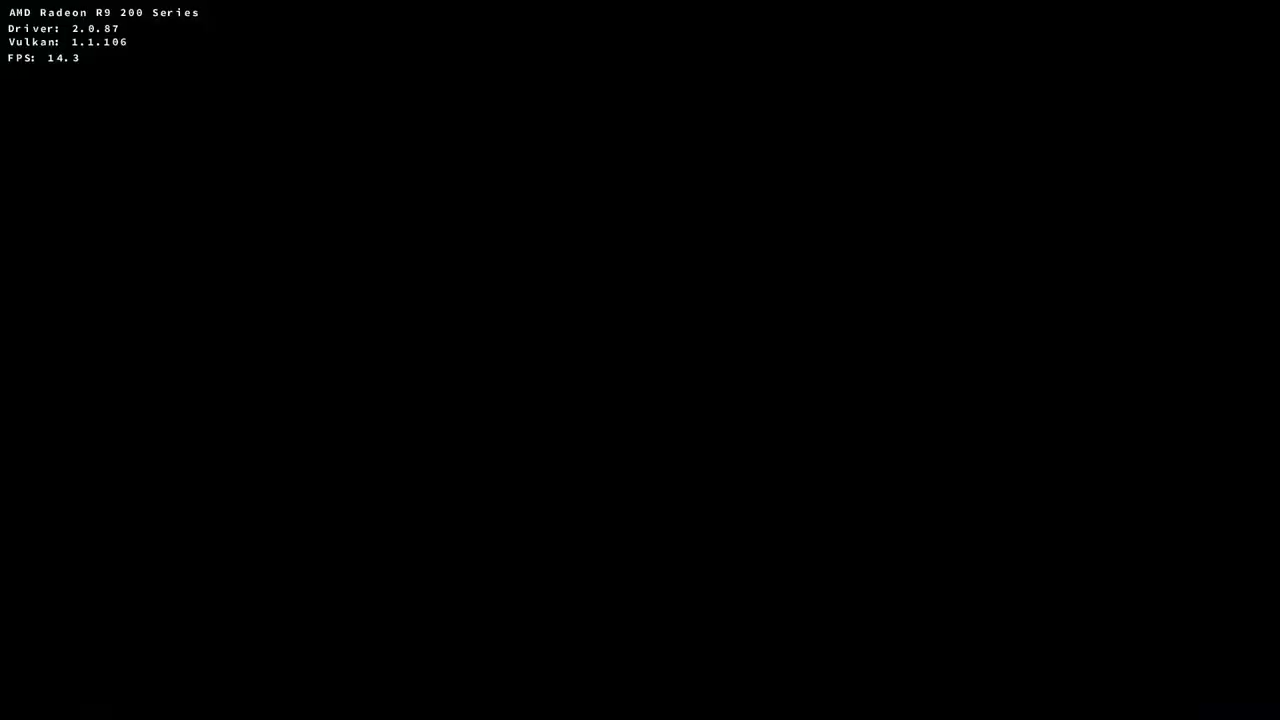 AMD Radeon R9 200 Series
Driver: 2.0.87
Vulkan: 1.1.106
FPS: 14.3